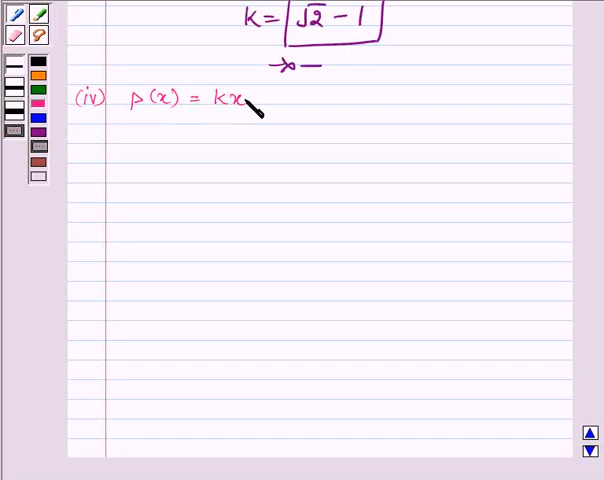 k = √2 - 1
(iv) p(x) = kx